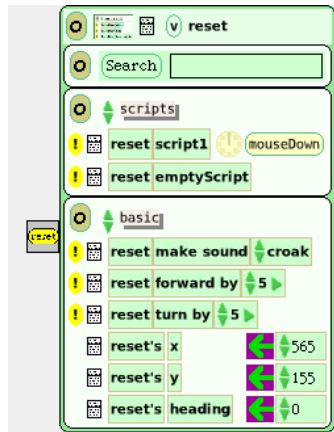 v reset
Search
scripts
! reset script1 mouseDown
! reset emptyScript
basic
reset
! reset make sound croak
! reset forward by 5
! reset turn by 5
reset's x 565
reset's y 155
reset's heading 0